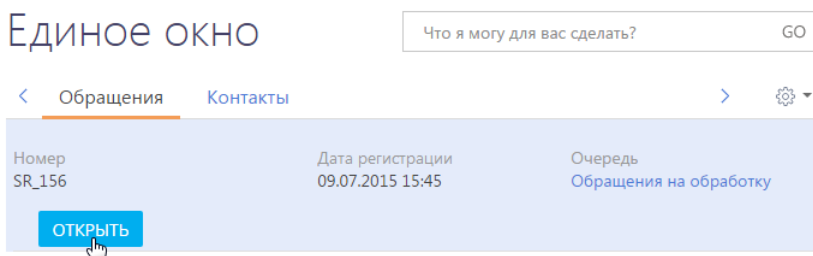 Единое окно
Что я могу для вас сделать? GO
Обращения Контакты
Номер Дата регистрации Очередь
SR_156 09.07.2015 15:45 Обращения на обработку
ОТКРЫТЬ